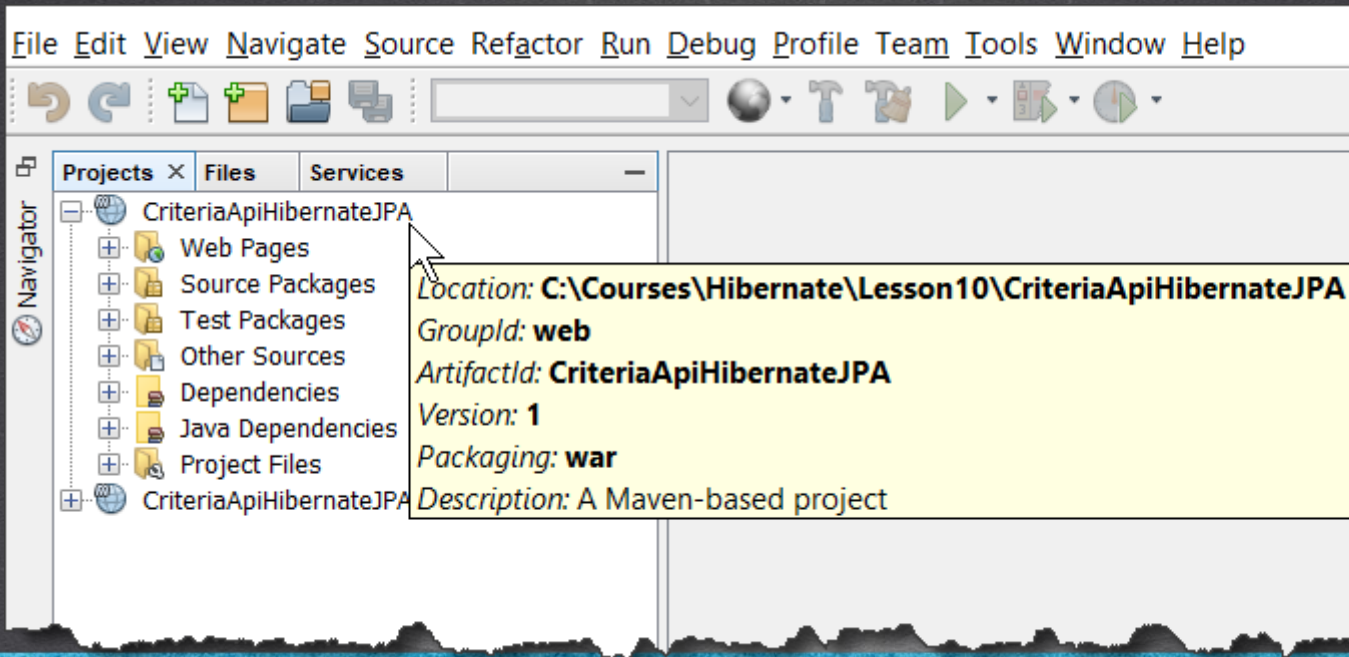 File Edit View Navigate Source Refactor Run Debug Profile Team Tools Window Help
Projects Files Services
Navigator
CriteriaApiHibernateJPA
Web Pages
Source Packages
Test Packages
Other Sources
Dependencies
Java Dependencies
Project Files
CriteriaApiHibernateJPA
Location: C:\Courses\Hibernate\Lesson10\CriteriaApiHibernateJPA
GroupId: web
ArtifactId: CriteriaApiHibernateJPA
Version: 1
Packaging: war
Description: A Maven-based project